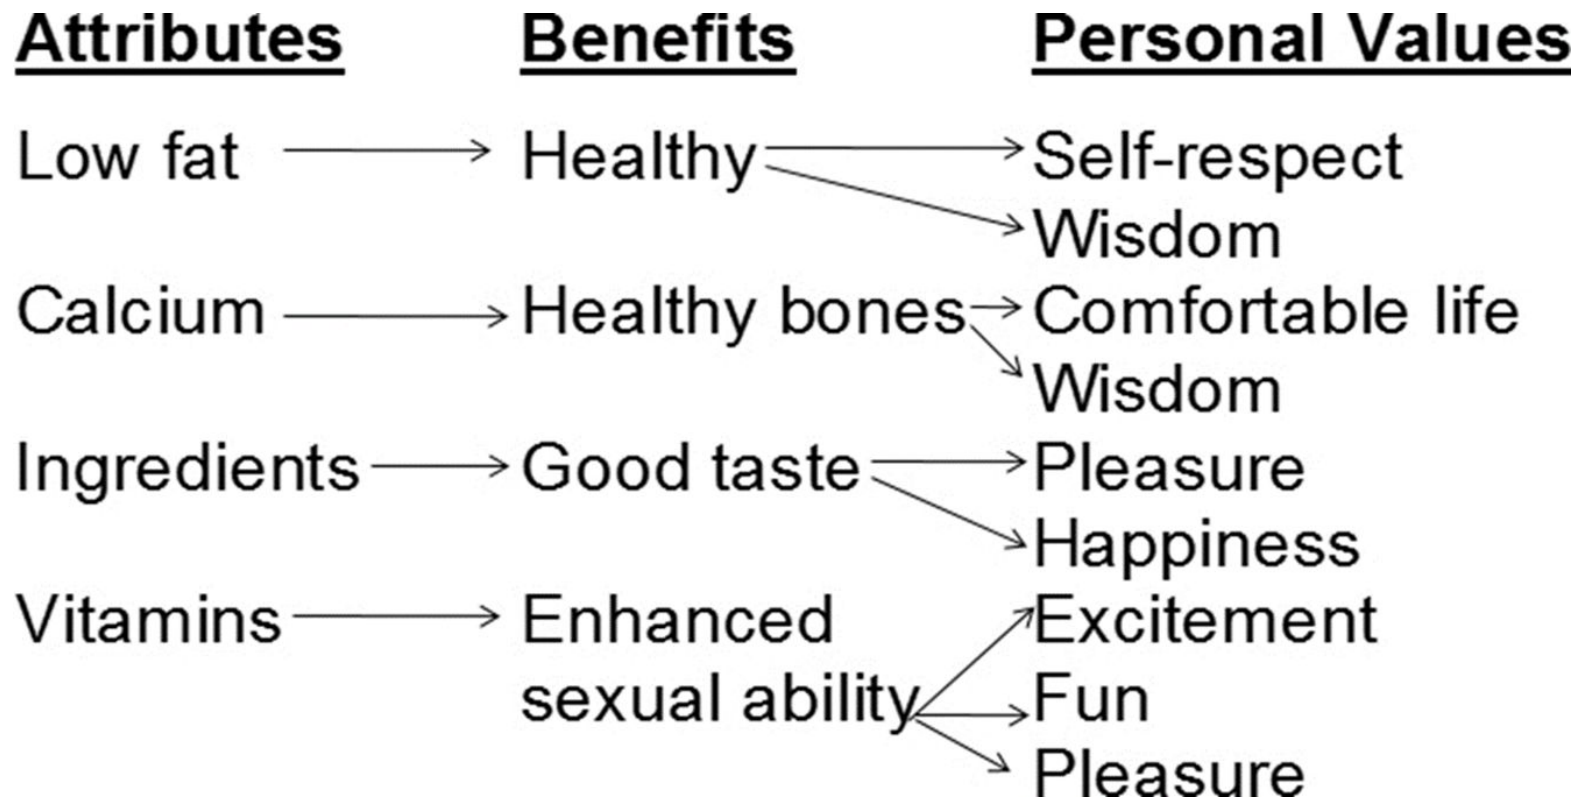 Attributes Benefits Personal Values
Low fat Healthy Self-respect
Wisdom
Calcium Healthy bones Comfortable life
Wisdom
Ingredients Good taste Pleasure
Happiness
Vitamins Enhanced Excitement
sexual ability Fun
Pleasure